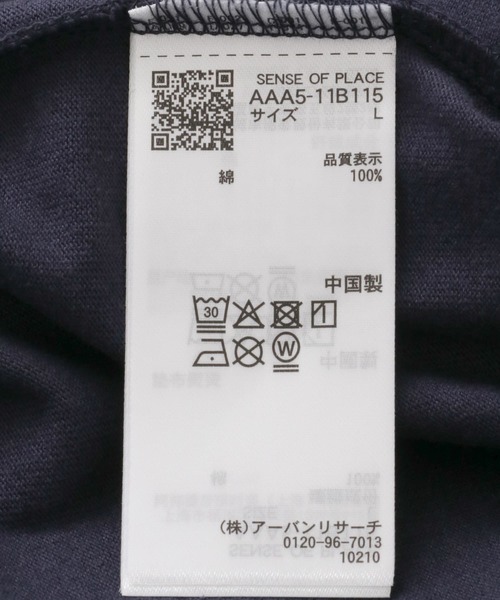 SENSE OF PLACE
AAA5-11B115
サイズ L
品質表示
綿 100%
中国製
30
W
(株)アーバンリサーチ
0120-96-7013
10210